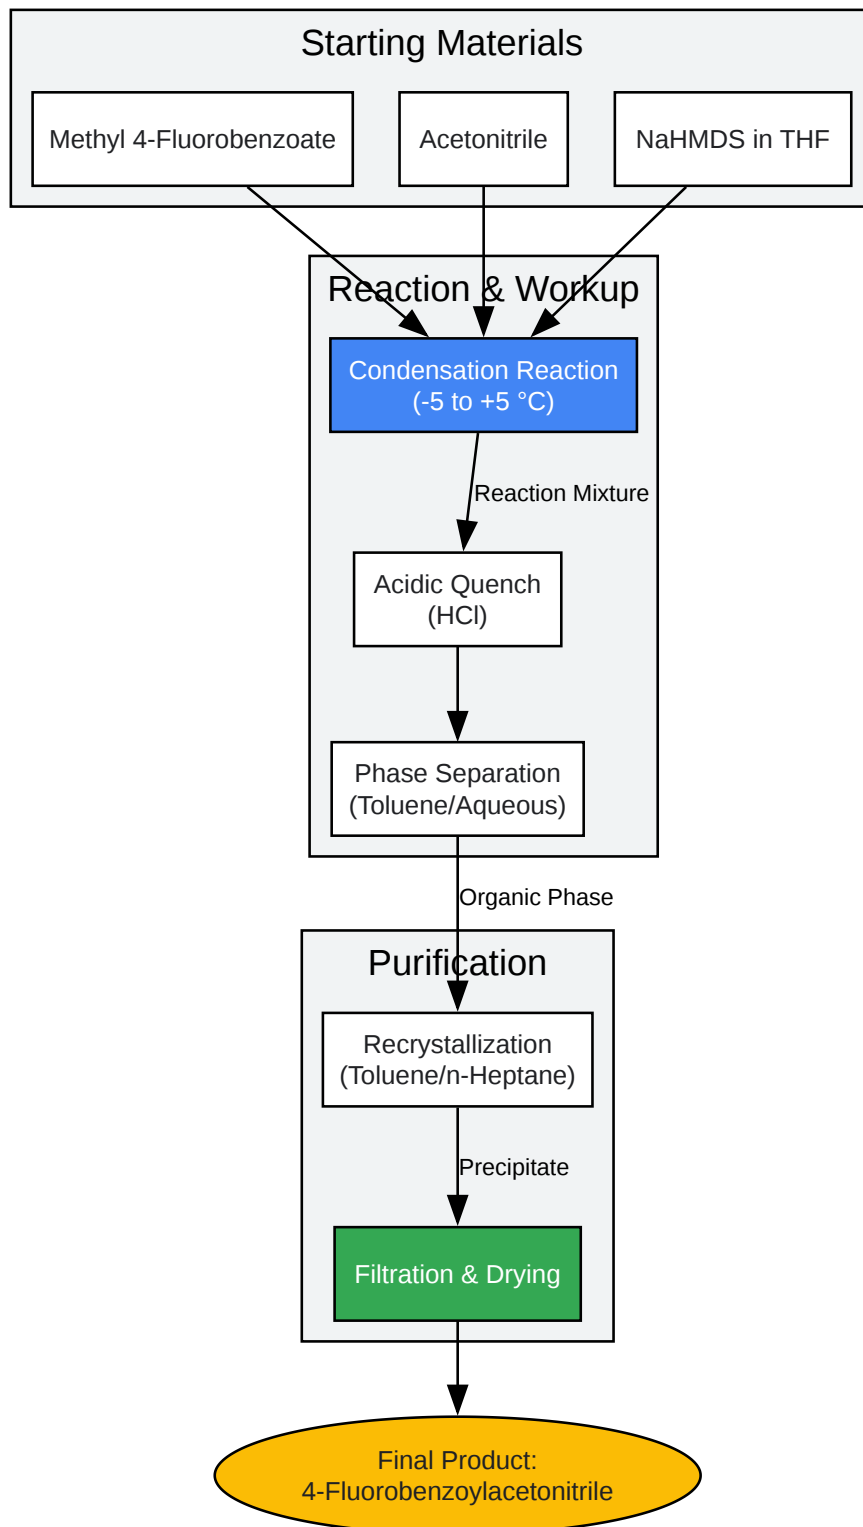 Starting Materials
Methyl 4-Fluorobenzoate
Acetonitrile
NaHMDS in THF
Reaction & Workup
Condensation Reaction
(-5 to +5 °C)
Reaction Mixture
Acidic Quench
(HCl)
Phase Separation
(Toluene/Aqueous)
Organic Phase
Purification
Recrystallization
(Toluene/n-Heptane)
Precipitate
Filtration & Drying
Final Product:
4-Fluorobenzoylacetonitrile